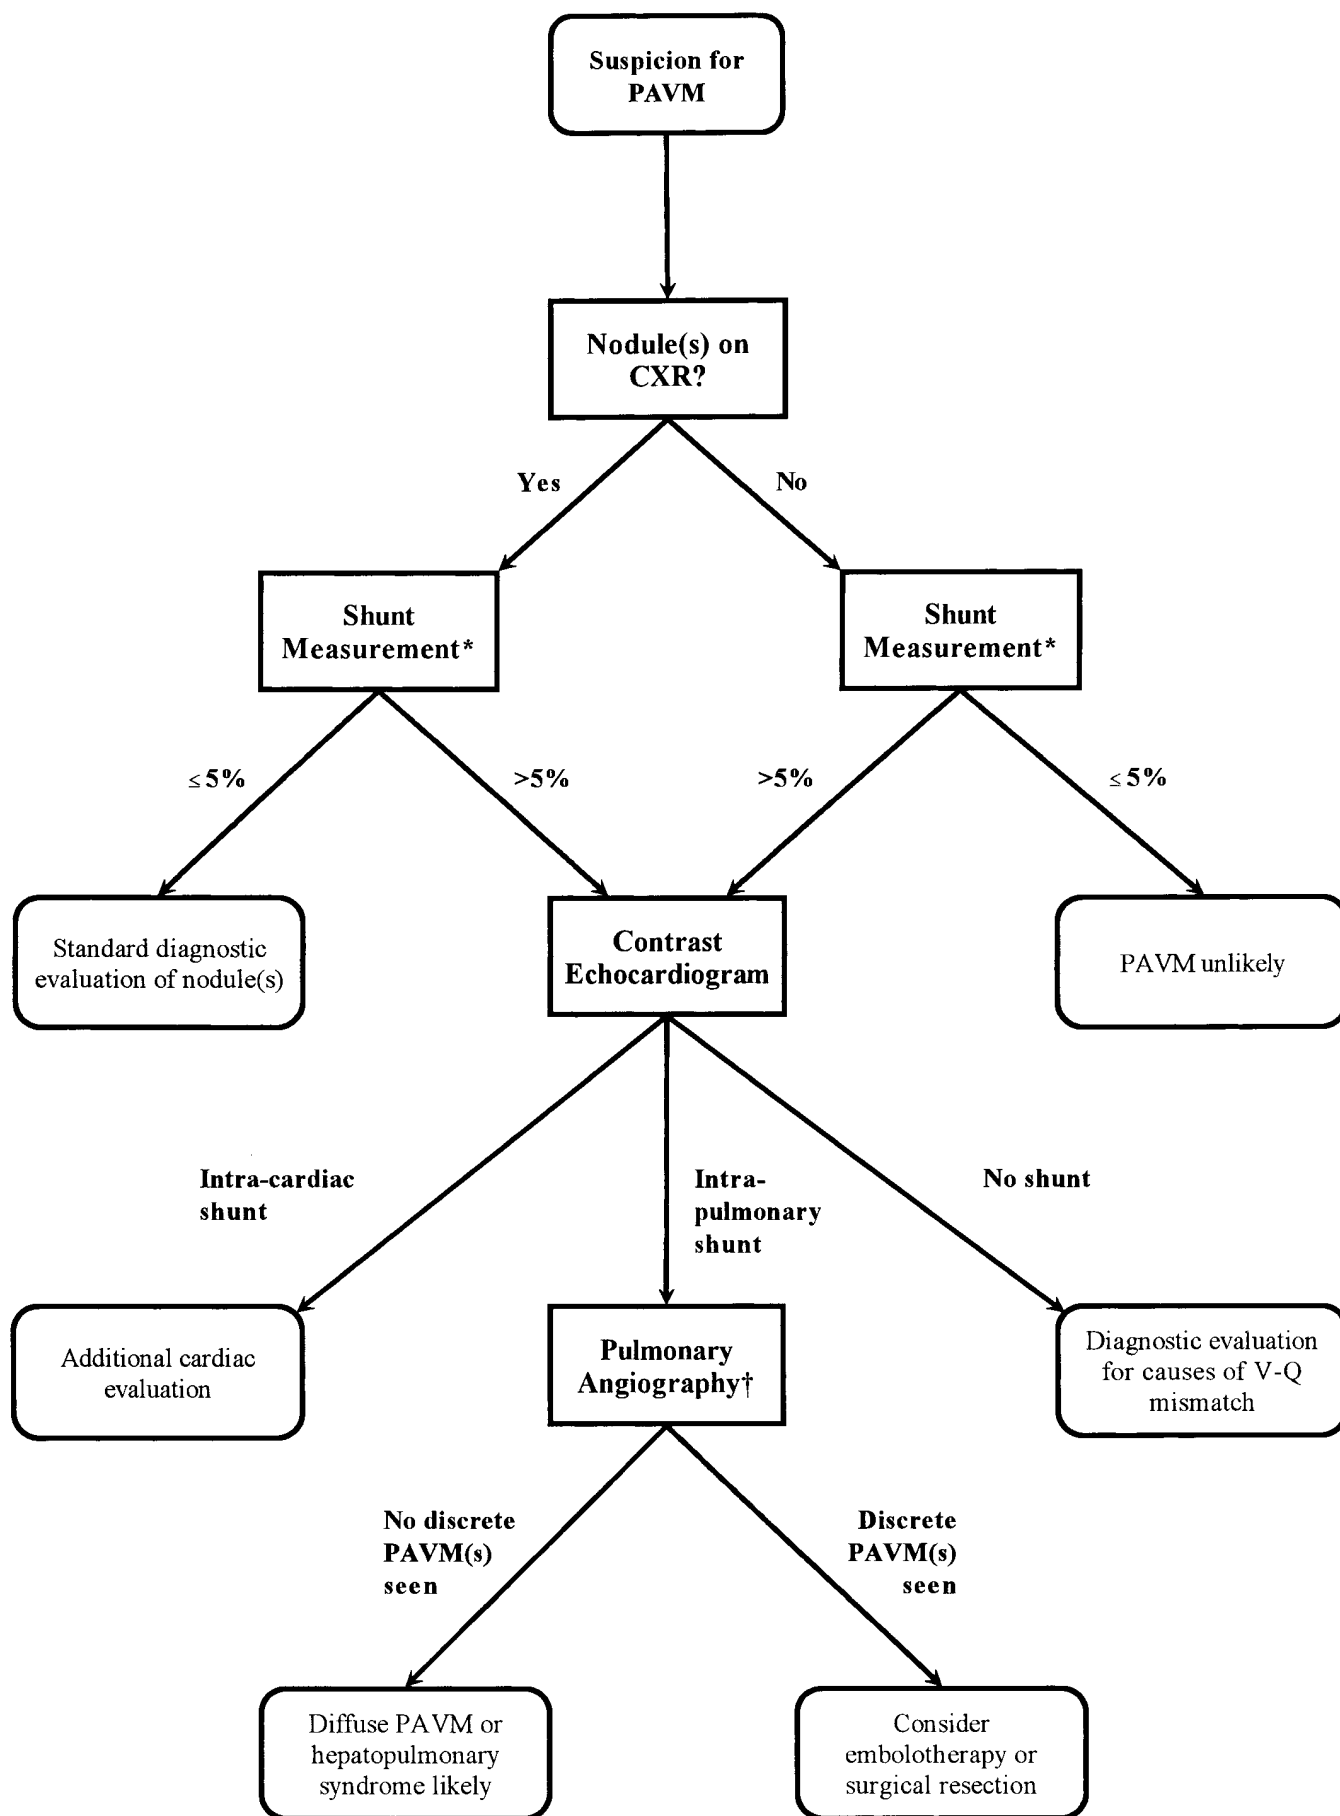 Suspicion for
PAVM
Nodule(s) on
CXR?
Yes
No
Shunt
Measurement*
Shunt
Measurement*
≤ 5%
>5%
>5%
≤ 5%
Standard diagnostic
evaluation of nodule(s)
Contrast
Echocardiogram
PAVM unlikely
Intra-cardiac
shunt
Intra-
pulmonary
shunt
No shunt
Additional cardiac
evaluation
Pulmonary
Angiography†
Diagnostic evaluation
for causes of V-Q
mismatch
No discrete
PAVM(s)
seen
Discrete
PAVM(s)
seen
Diffuse PAVM or
hepatopulmonary
syndrome likely
Consider
embolotherapy or
surgical resection